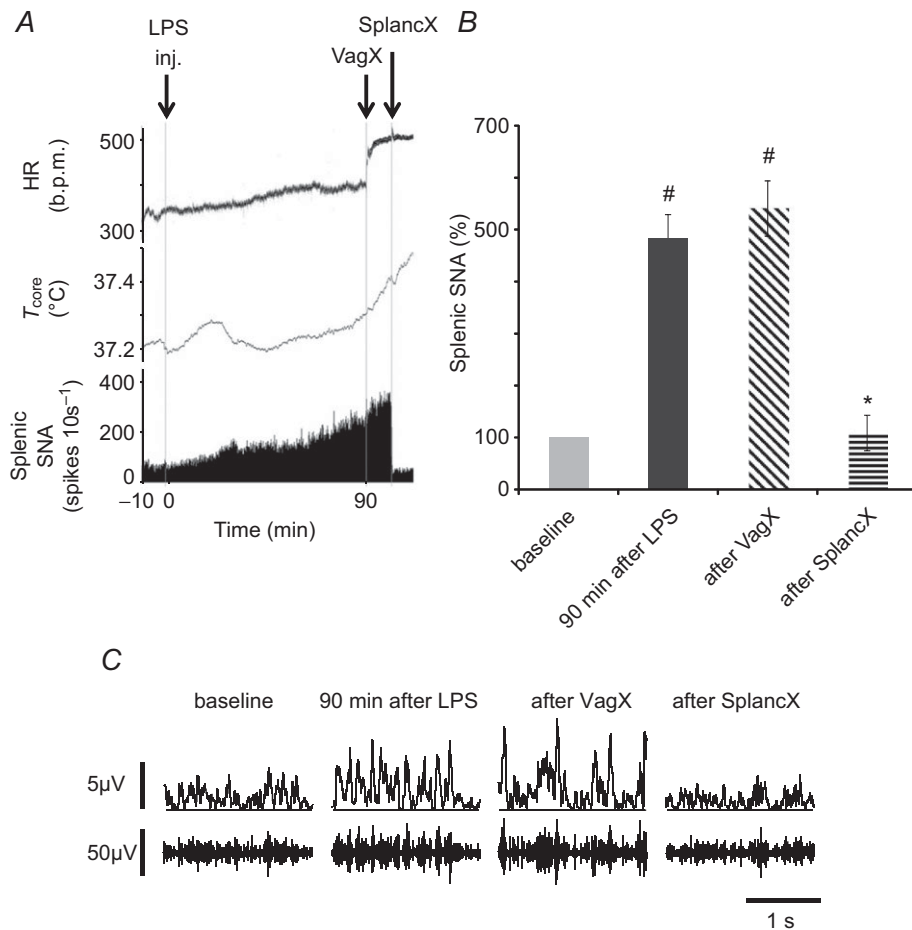 A
LPS
inj.
SplancX
VagX
HR
(b.p.m.)
500
300
Tcore
(°C)
37.4
37.2
Splenic
SNA
(spikes 10s⁻¹)
400
200
0
−10 0 90
Time (min)
B
Splenic SNA (%)
700
500
100
0
#
#
*
baseline
90 min after LPS
after VagX
after SplancX
C
baseline 90 min after LPS after VagX after SplancX
5µV
50µV
1 s